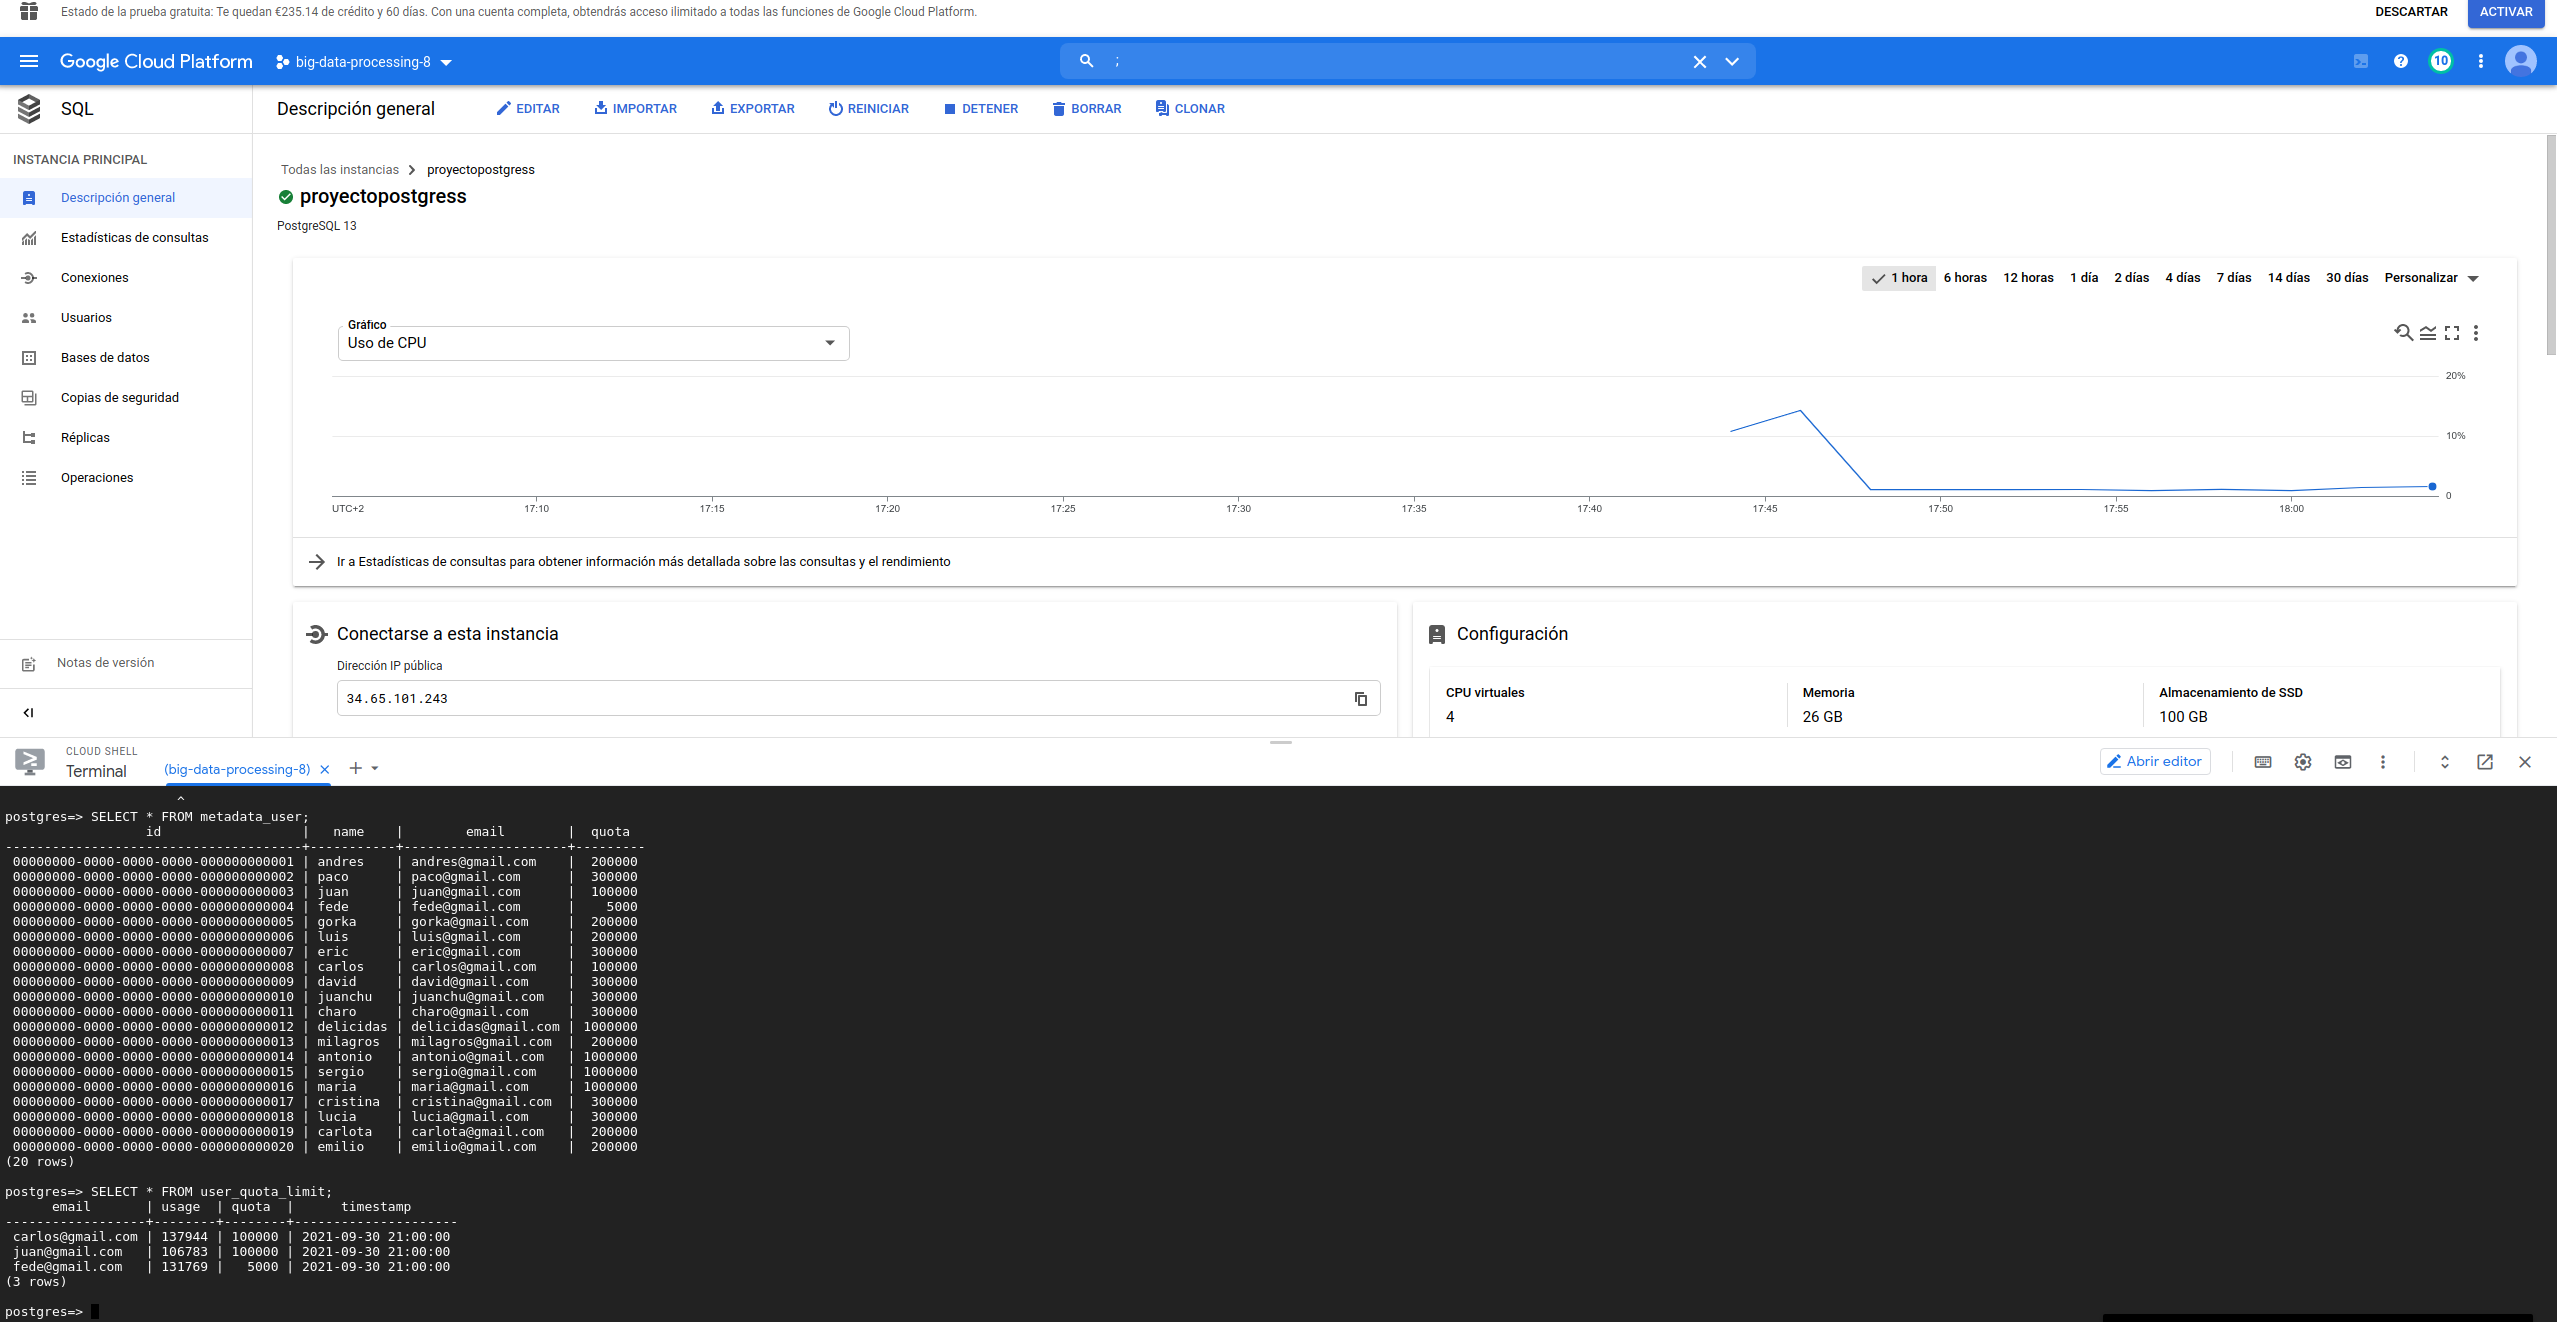 Estado de la prueba gratuita: Te quedan €235.14 de crédito y 60 días. Con una cuenta completa, obtendrás acceso ilimitado a todas las funciones de Google Cloud Platform.
DESCARTAR ACTIVAR
Google Cloud Platform big-data-processing-8 ; 10
SQL
Descripción general EDITAR IMPORTAR EXPORTAR REINICIAR DETENER BORRAR CLONAR
INSTANCIA PRINCIPAL
Descripción general
Estadísticas de consultas
Conexiones
Usuarios
Bases de datos
Copias de seguridad
Réplicas
Operaciones
Notas de versión
Todas las instancias proyectopostgress
proyectopostgress
PostgreSQL 13
1 hora 6 horas 12 horas 1 día 2 días 4 días 7 días 14 días 30 días Personalizar
Gráfico
Uso de CPU
20%
10%
0
UTC+2 17:10 17:15 17:20 17:25 17:30 17:35 17:40 17:45 17:50 17:55 18:00
Ir a Estadísticas de consultas para obtener información más detallada sobre las consultas y el rendimiento
Conectarse a esta instancia
Dirección IP pública
34.65.101.243
Configuración
CPU virtuales Memoria Almacenamiento de SSD
4 26 GB 100 GB
CLOUD SHELL
Terminal (big-data-processing-8) Abrir editor
^
postgres=> SELECT * FROM metadata_user;
                  id                  |   name    |        email        |  quota
--------------------------------------+-----------+---------------------+---------
 00000000-0000-0000-0000-000000000001 | andres    | andres@gmail.com    |  200000
 00000000-0000-0000-0000-000000000002 | paco      | paco@gmail.com      |  300000
 00000000-0000-0000-0000-000000000003 | juan      | juan@gmail.com      |  100000
 00000000-0000-0000-0000-000000000004 | fede      | fede@gmail.com      |    5000
 00000000-0000-0000-0000-000000000005 | gorka     | gorka@gmail.com     |  200000
 00000000-0000-0000-0000-000000000006 | luis      | luis@gmail.com      |  200000
 00000000-0000-0000-0000-000000000007 | eric      | eric@gmail.com      |  300000
 00000000-0000-0000-0000-000000000008 | carlos    | carlos@gmail.com    |  100000
 00000000-0000-0000-0000-000000000009 | david     | david@gmail.com     |  300000
 00000000-0000-0000-0000-000000000010 | juanchu   | juanchu@gmail.com   |  300000
 00000000-0000-0000-0000-000000000011 | charo     | charo@gmail.com     |  300000
 00000000-0000-0000-0000-000000000012 | delicidas | delicidas@gmail.com | 1000000
 00000000-0000-0000-0000-000000000013 | milagros  | milagros@gmail.com  |  200000
 00000000-0000-0000-0000-000000000014 | antonio   | antonio@gmail.com   | 1000000
 00000000-0000-0000-0000-000000000015 | sergio    | sergio@gmail.com    | 1000000
 00000000-0000-0000-0000-000000000016 | maria     | maria@gmail.com     | 1000000
 00000000-0000-0000-0000-000000000017 | cristina  | cristina@gmail.com  |  300000
 00000000-0000-0000-0000-000000000018 | lucia     | lucia@gmail.com     |  300000
 00000000-0000-0000-0000-000000000019 | carlota   | carlota@gmail.com   |  200000
 00000000-0000-0000-0000-000000000020 | emilio    | emilio@gmail.com    |  200000
(20 rows)
postgres=> SELECT * FROM user_quota_limit;
      email       | usage  | quota  |      timestamp
------------------+--------+--------+---------------------
 carlos@gmail.com | 137944 | 100000 | 2021-09-30 21:00:00
 juan@gmail.com   | 106783 | 100000 | 2021-09-30 21:00:00
 fede@gmail.com   | 131769 |   5000 | 2021-09-30 21:00:00
(3 rows)
postgres=>